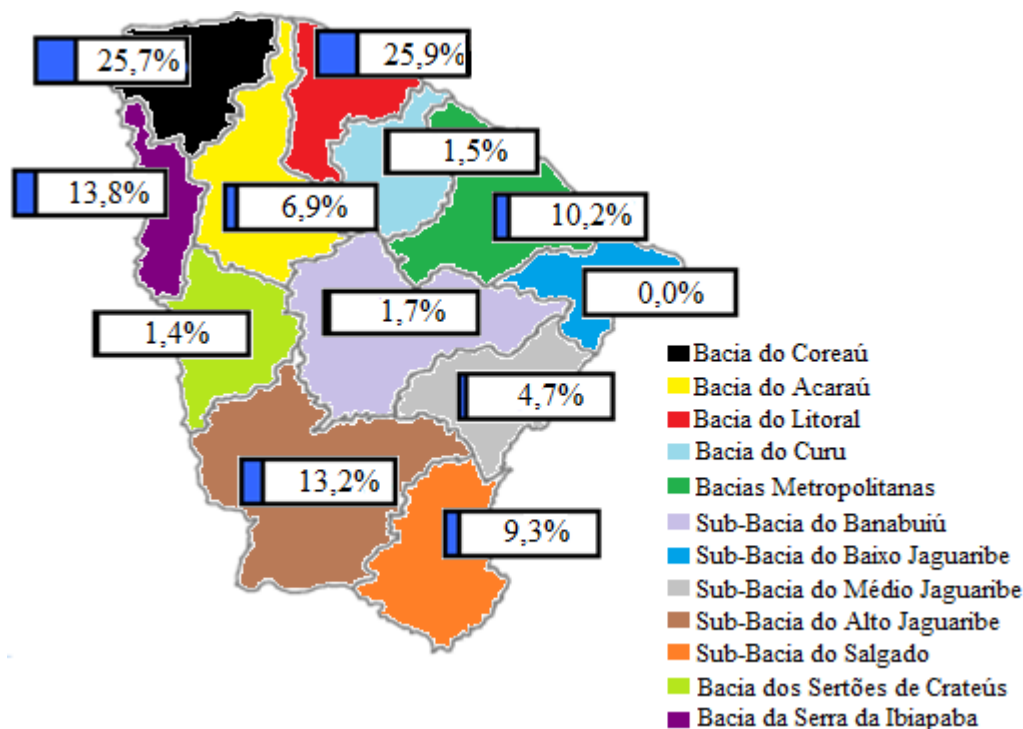 25,7%
25,9%
1,5%
13,8%
6,9%
10,2%
0,0%
1,7%
1,4%
4,7%
13,2%
9,3%
Bacia do Coreaú
Bacia do Acaraú
Bacia do Litoral
Bacia do Curu
Bacias Metropolitanas
Sub-Bacia do Banabuiú
Sub-Bacia do Baixo Jaguaribe
Sub-Bacia do Médio Jaguaribe
Sub-Bacia do Alto Jaguaribe
Sub-Bacia do Salgado
Bacia dos Sertões de Crateús
Bacia da Serra da Ibiapaba